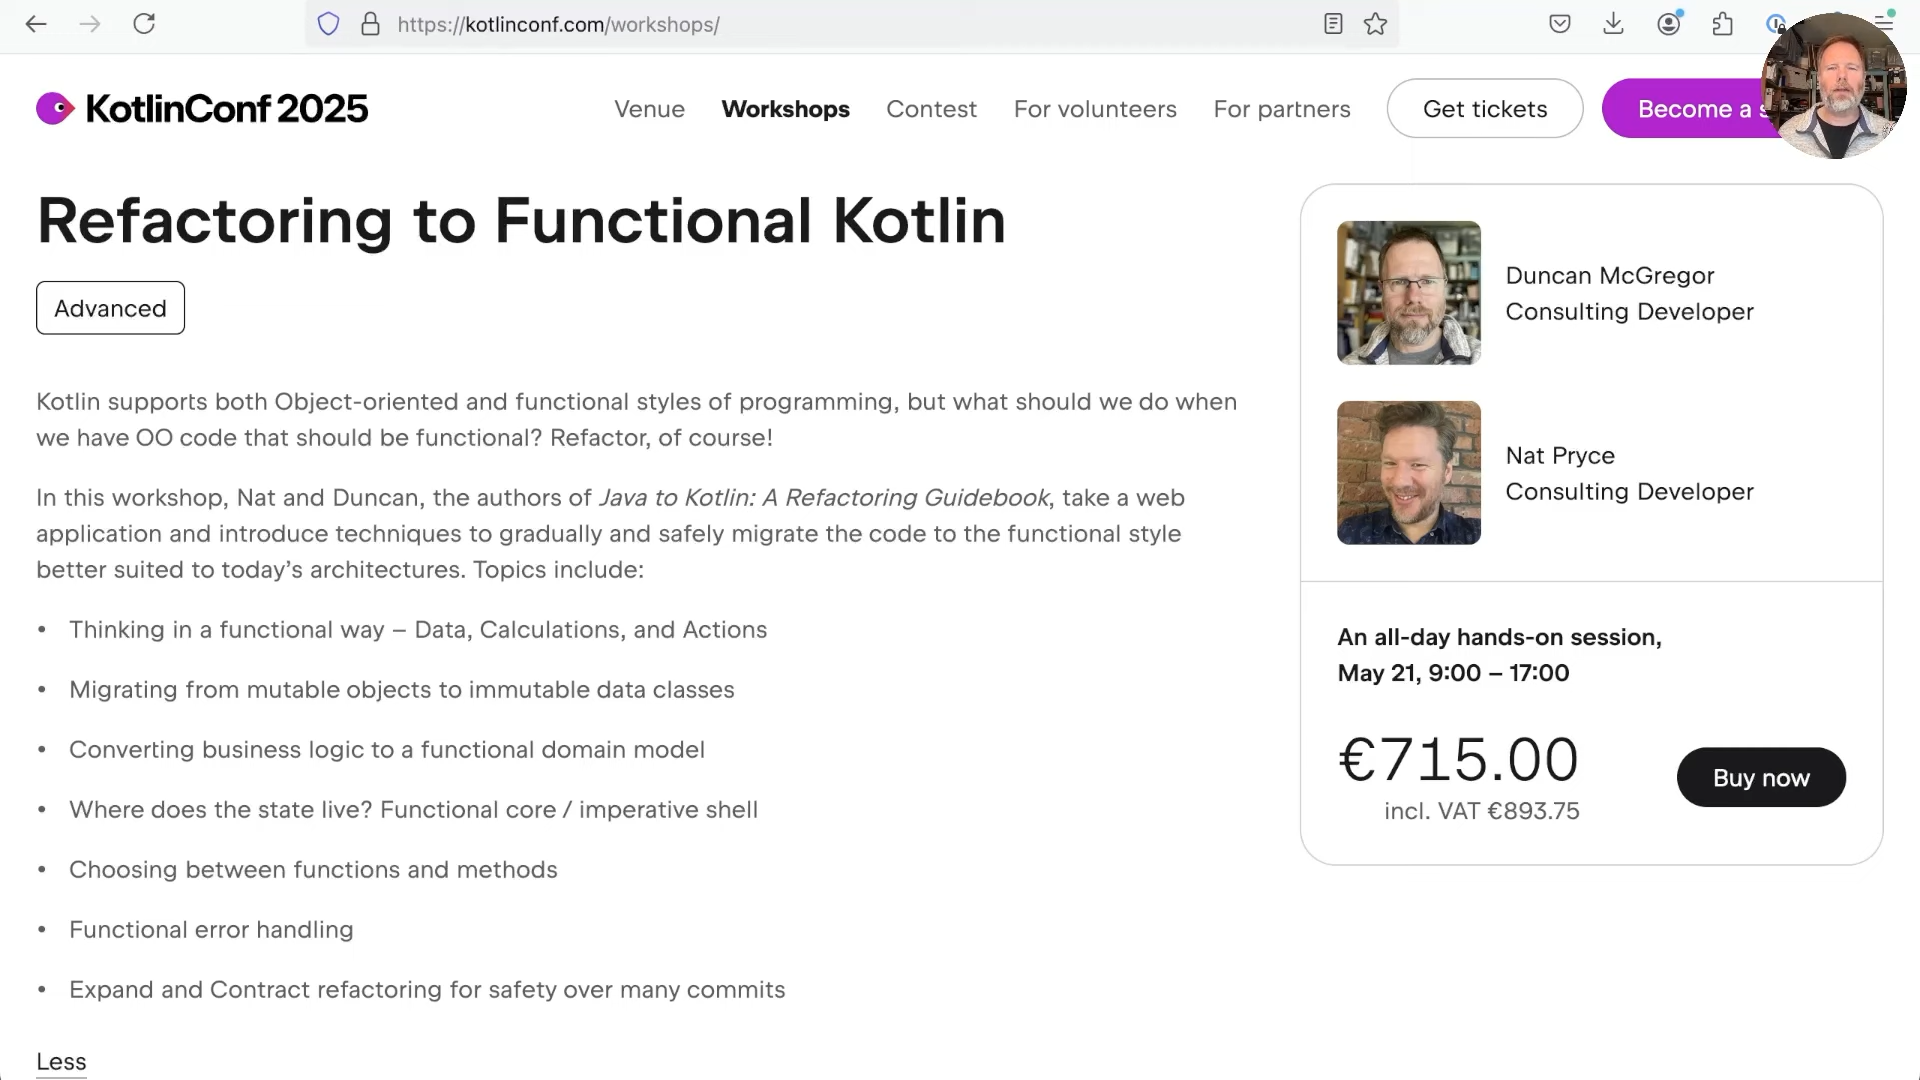 https://kotlinconf.com/workshops/
KotlinConf 2025
Venue
Workshops
Contest
For volunteers
For partners
Get tickets
Become a
Refactoring to Functional Kotlin
Advanced
Kotlin supports both Object-oriented and functional styles of programming, but what should we do when
we have OO code that should be functional? Refactor, of course!
In this workshop, Nat and Duncan, the authors of Java to Kotlin: A Refactoring Guidebook, take a web
application and introduce techniques to gradually and safely migrate the code to the functional style
better suited to today’s architectures. Topics include:
• Thinking in a functional way – Data, Calculations, and Actions
• Migrating from mutable objects to immutable data classes
• Converting business logic to a functional domain model
• Where does the state live? Functional core / imperative shell
• Choosing between functions and methods
• Functional error handling
• Expand and Contract refactoring for safety over many commits
Less
Duncan McGregor
Consulting Developer
Nat Pryce
Consulting Developer
An all-day hands-on session,
May 21, 9:00 – 17:00
€715.00
incl. VAT €893.75
Buy now